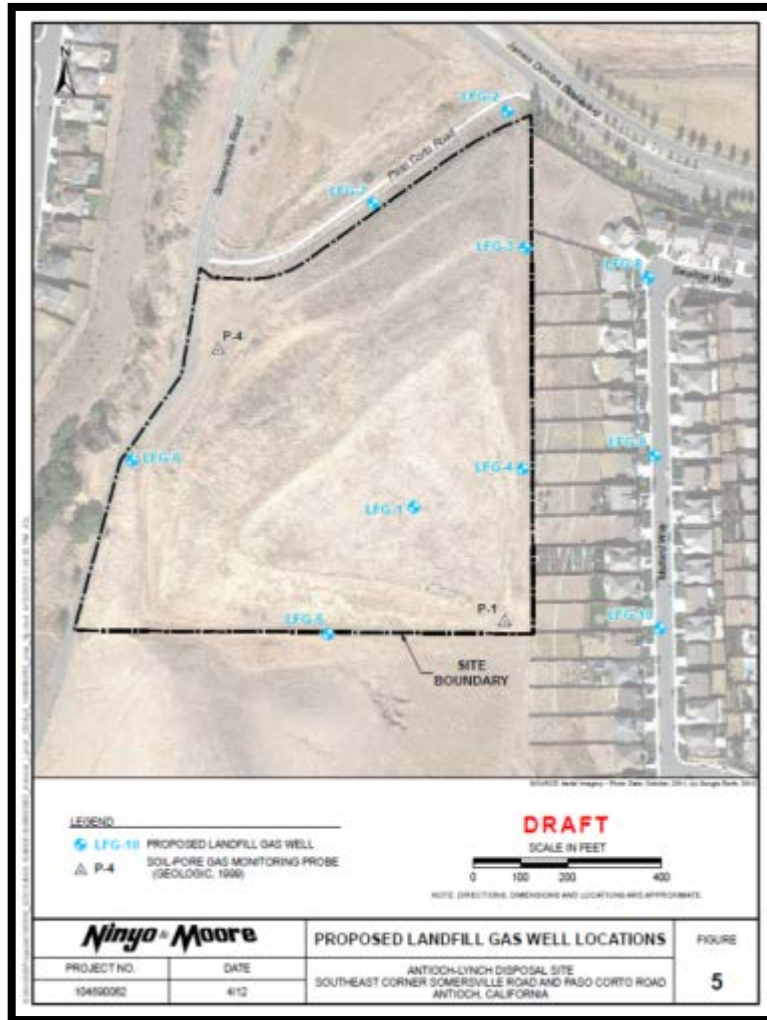 N
James Donlon Boulevard
LFG-2
Somersville Road
Paso Corto Road
LFG-7
LFG-3
LFG-8
Way
P-4
LFG-6
LFG-4
LFG-9
LFG-1
Way
P-1
LFG-5
LFG-10
SITE
BOUNDARY
LEGEND
LFG-10 PROPOSED LANDFILL GAS WELL
P-4 SOIL-PORE GAS MONITORING PROBE
(GEOLOGIC, 1999)
DRAFT
SCALE IN FEET
0 100 200 400
NOTE: DIRECTIONS, DIMENSIONS AND LOCATIONS ARE APPROXIMATE.
Ninyo & Moore
PROPOSED LANDFILL GAS WELL LOCATIONS
FIGURE
PROJECT NO. DATE
ANTIOCH-LYNCH DISPOSAL SITE
SOUTHEAST CORNER SOMERSVILLE ROAD AND PASO CORTO ROAD
ANTIOCH, CALIFORNIA
4/12
5